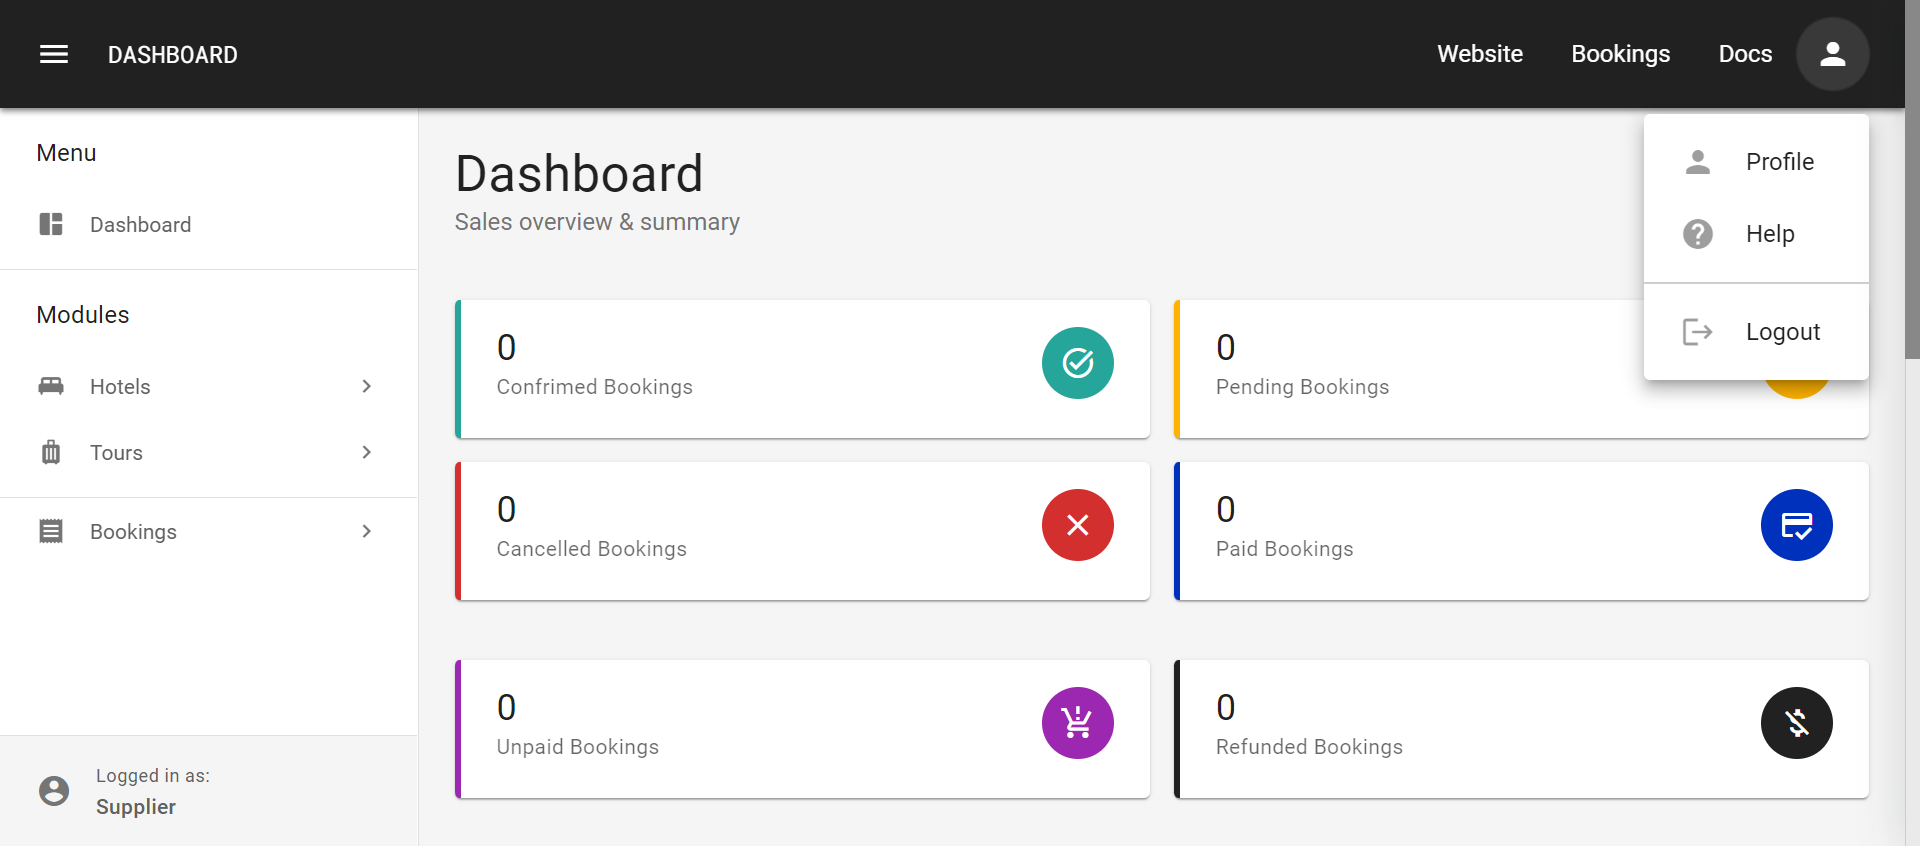 DASHBOARD
Website
Bookings
Docs
Profile
Help
Logout
Menu
Dashboard
Modules
Hotels
Tours
Bookings
Logged in as:
Supplier
Dashboard
Sales overview & summary
0
Confrimed Bookings
0
Pending Bookings
0
Cancelled Bookings
0
Paid Bookings
0
Unpaid Bookings
0
Refunded Bookings